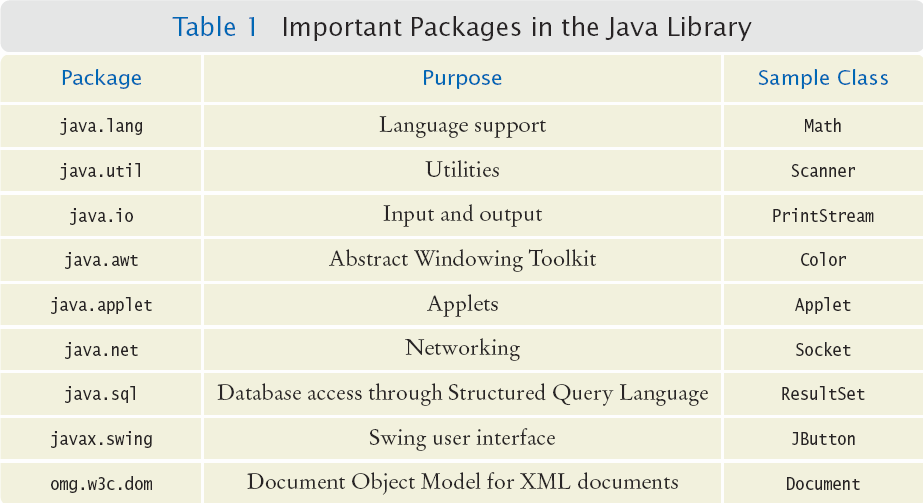 Table 1 Important Packages in the Java Library
Package Purpose Sample Class
java.lang Language support Math
java.util Utilities Scanner
java.io Input and output PrintStream
java.awt Abstract Windowing Toolkit Color
java.applet Applets Applet
java.net Networking Socket
java.sql Database access through Structured Query Language ResultSet
javax.swing Swing user interface JButton
omg.w3c.dom Document Object Model for XML documents Document